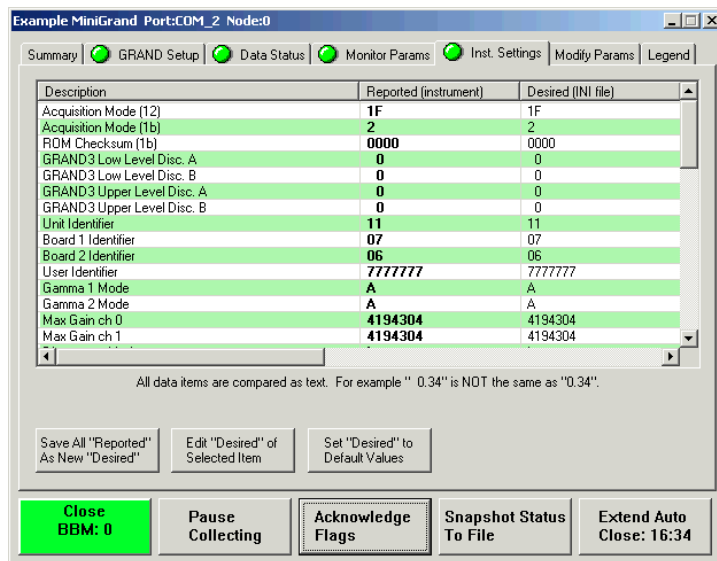 Example MiniGrand Port:COM_2 Node:0
Summary GRAND Setup Data Status Monitor Params Inst. Settings Modify Params Legend
Description Reported (instrument) Desired (INI file)
Acquisition Mode (12) 1F 1F
Acquisition Mode (1b) 2 2
ROM Checksum (1b) 0000 0000
GRAND3 Low Level Disc. A 0 0
GRAND3 Low Level Disc. B 0 0
GRAND3 Upper Level Disc. A 0 0
GRAND3 Upper Level Disc. B 0 0
Unit Identifier 11 11
Board 1 Identifier 07 07
Board 2 Identifier 06 06
User Identifier 7777777 7777777
Gamma 1 Mode A A
Gamma 2 Mode A A
Max Gain ch 0 4194304 4194304
Max Gain ch 1 4194304 4194304
All data items are compared as text. For example " 0.34" is NOT the same as "0.34".
Save All "Reported" As New "Desired"
Edit "Desired" of Selected Item
Set "Desired" to Default Values
Close BBM: 0
Pause Collecting
Acknowledge Flags
Snapshot Status To File
Extend Auto Close: 16:34